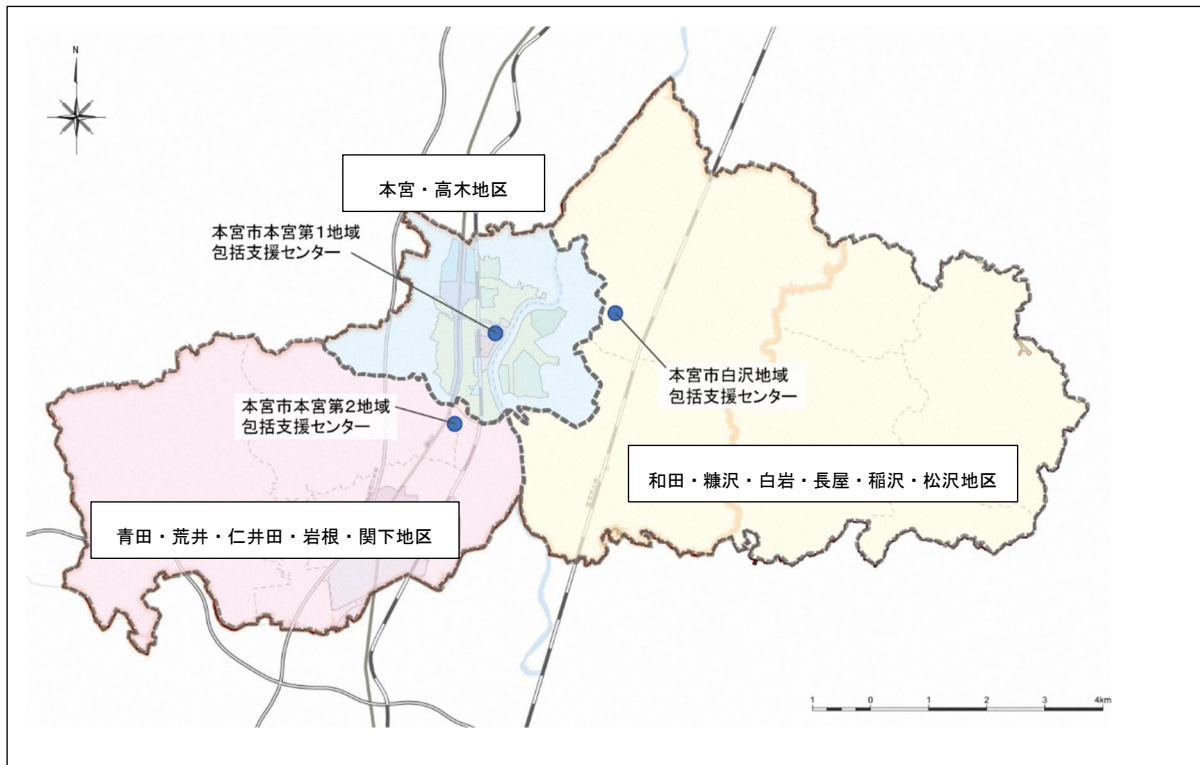 N
本宮・高木地区
本宮市本宮第1地域
包括支援センター
本宮市白沢地域
包括支援センター
本宮市本宮第2地域
包括支援センター
和田・糠沢・白岩・長屋・稲沢・松沢地区
青田・荒井・仁井田・岩根・関下地区
1 0 1 2 3 4km